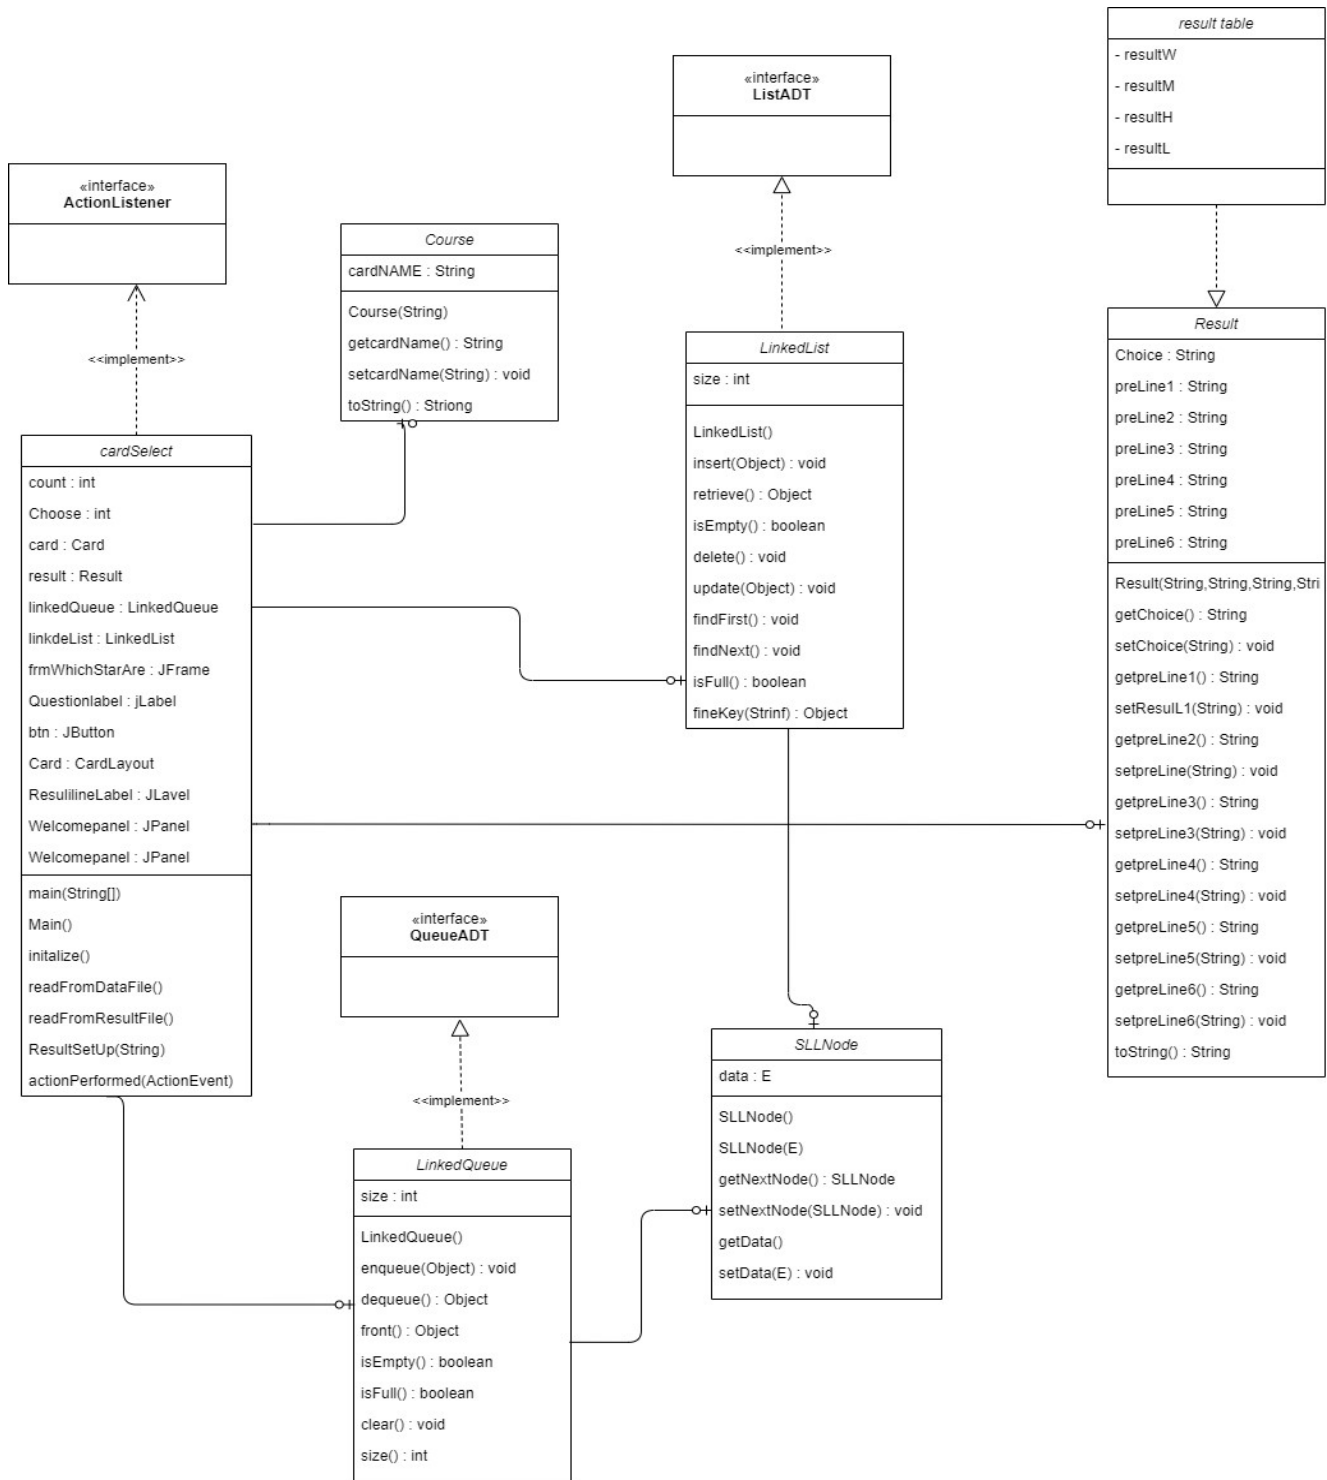 result table
- resultW
- resultM
- resultH
- resultL
«interface»
ListADT
«interface»
ActionListener
<<implement>>
Course
cardNAME : String
Course(String)
getcardName() : String
setcardName(String) : void
toString() : Striong
<<implement>>
LinkedList
size : int
LinkedList()
insert(Object) : void
retrieve() : Object
isEmpty() : boolean
delete() : void
update(Object) : void
findFirst() : void
findNext() : void
isFull() : boolean
fineKey(Strinf) : Object
Result
Choice : String
preLine1 : String
preLine2 : String
preLine3 : String
preLine4 : String
preLine5 : String
preLine6 : String
Result(String,String,String,Stri
getChoice() : String
setChoice(String) : void
getpreLine1() : String
setResulL1(String) : void
getpreLine2() : String
setpreLine(String) : void
getpreLine3() : String
setpreLine3(String) : void
getpreLine4() : String
setpreLine4(String) : void
getpreLine5() : String
setpreLine5(String) : void
getpreLine6() : String
setpreLine6(String) : void
toString() : String
cardSelect
count : int
Choose : int
card : Card
result : Result
linkedQueue : LinkedQueue
linkdeList : LinkedList
frmWhichStarAre : JFrame
Questionlabel : jLabel
btn : JButton
Card : CardLayout
ResulilineLabel : JLavel
Welcomepanel : JPanel
Welcomepanel : JPanel
main(String[])
Main()
initalize()
readFromDataFile()
readFromResultFile()
ResultSetUp(String)
actionPerformed(ActionEvent)
«interface»
QueueADT
<<implement>>
LinkedQueue
size : int
LinkedQueue()
enqueue(Object) : void
dequeue() : Object
front() : Object
isEmpty() : boolean
isFull() : boolean
clear() : void
size() : int
SLLNode
data : E
SLLNode()
SLLNode(E)
getNextNode() : SLLNode
setNextNode(SLLNode) : void
getData()
setData(E) : void